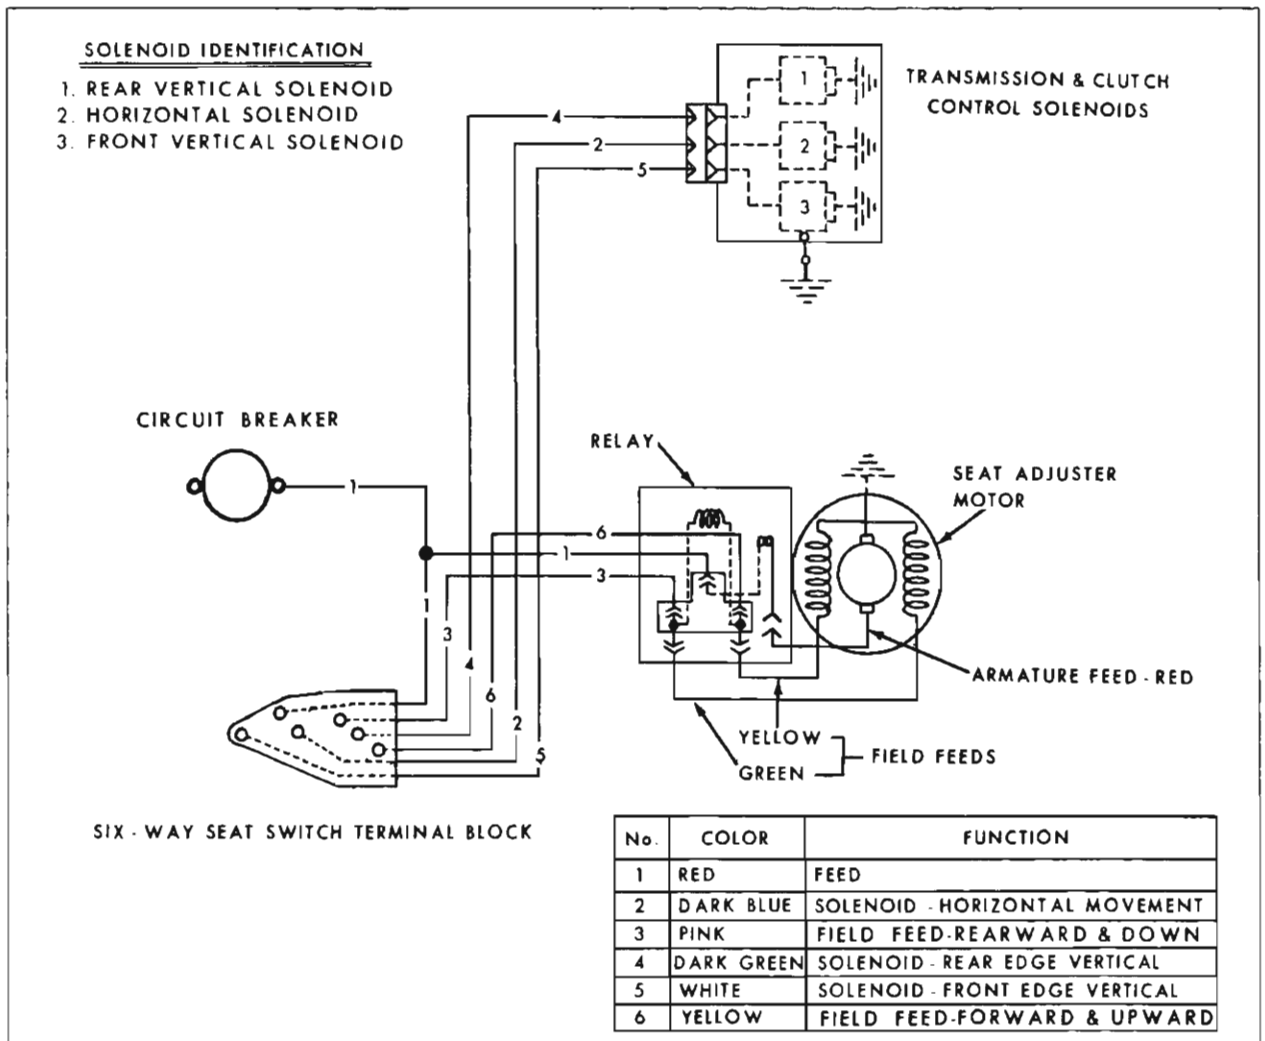 SOLENOID IDENTIFICATION
1. REAR VERTICAL SOLENOID
2. HORIZONTAL SOLENOID
3. FRONT VERTICAL SOLENOID
TRANSMISSION & CLUTCH
CONTROL SOLENOIDS
1
2
3
4
2
5
CIRCUIT BREAKER
1
RELAY
SEAT ADJUSTER
MOTOR
6
1
3
1
3
4
6
2
5
ARMATURE FEED - RED
YELLOW
GREEN
FIELD FEEDS
SIX - WAY SEAT SWITCH TERMINAL BLOCK
No. COLOR FUNCTION
1 RED FEED
2 DARK BLUE SOLENOID - HORIZONTAL MOVEMENT
3 PINK FIELD FEED-REARWARD & DOWN
4 DARK GREEN SOLENOID - REAR EDGE VERTICAL
5 WHITE SOLENOID - FRONT EDGE VERTICAL
6 YELLOW FIELD FEED-FORWARD & UPWARD